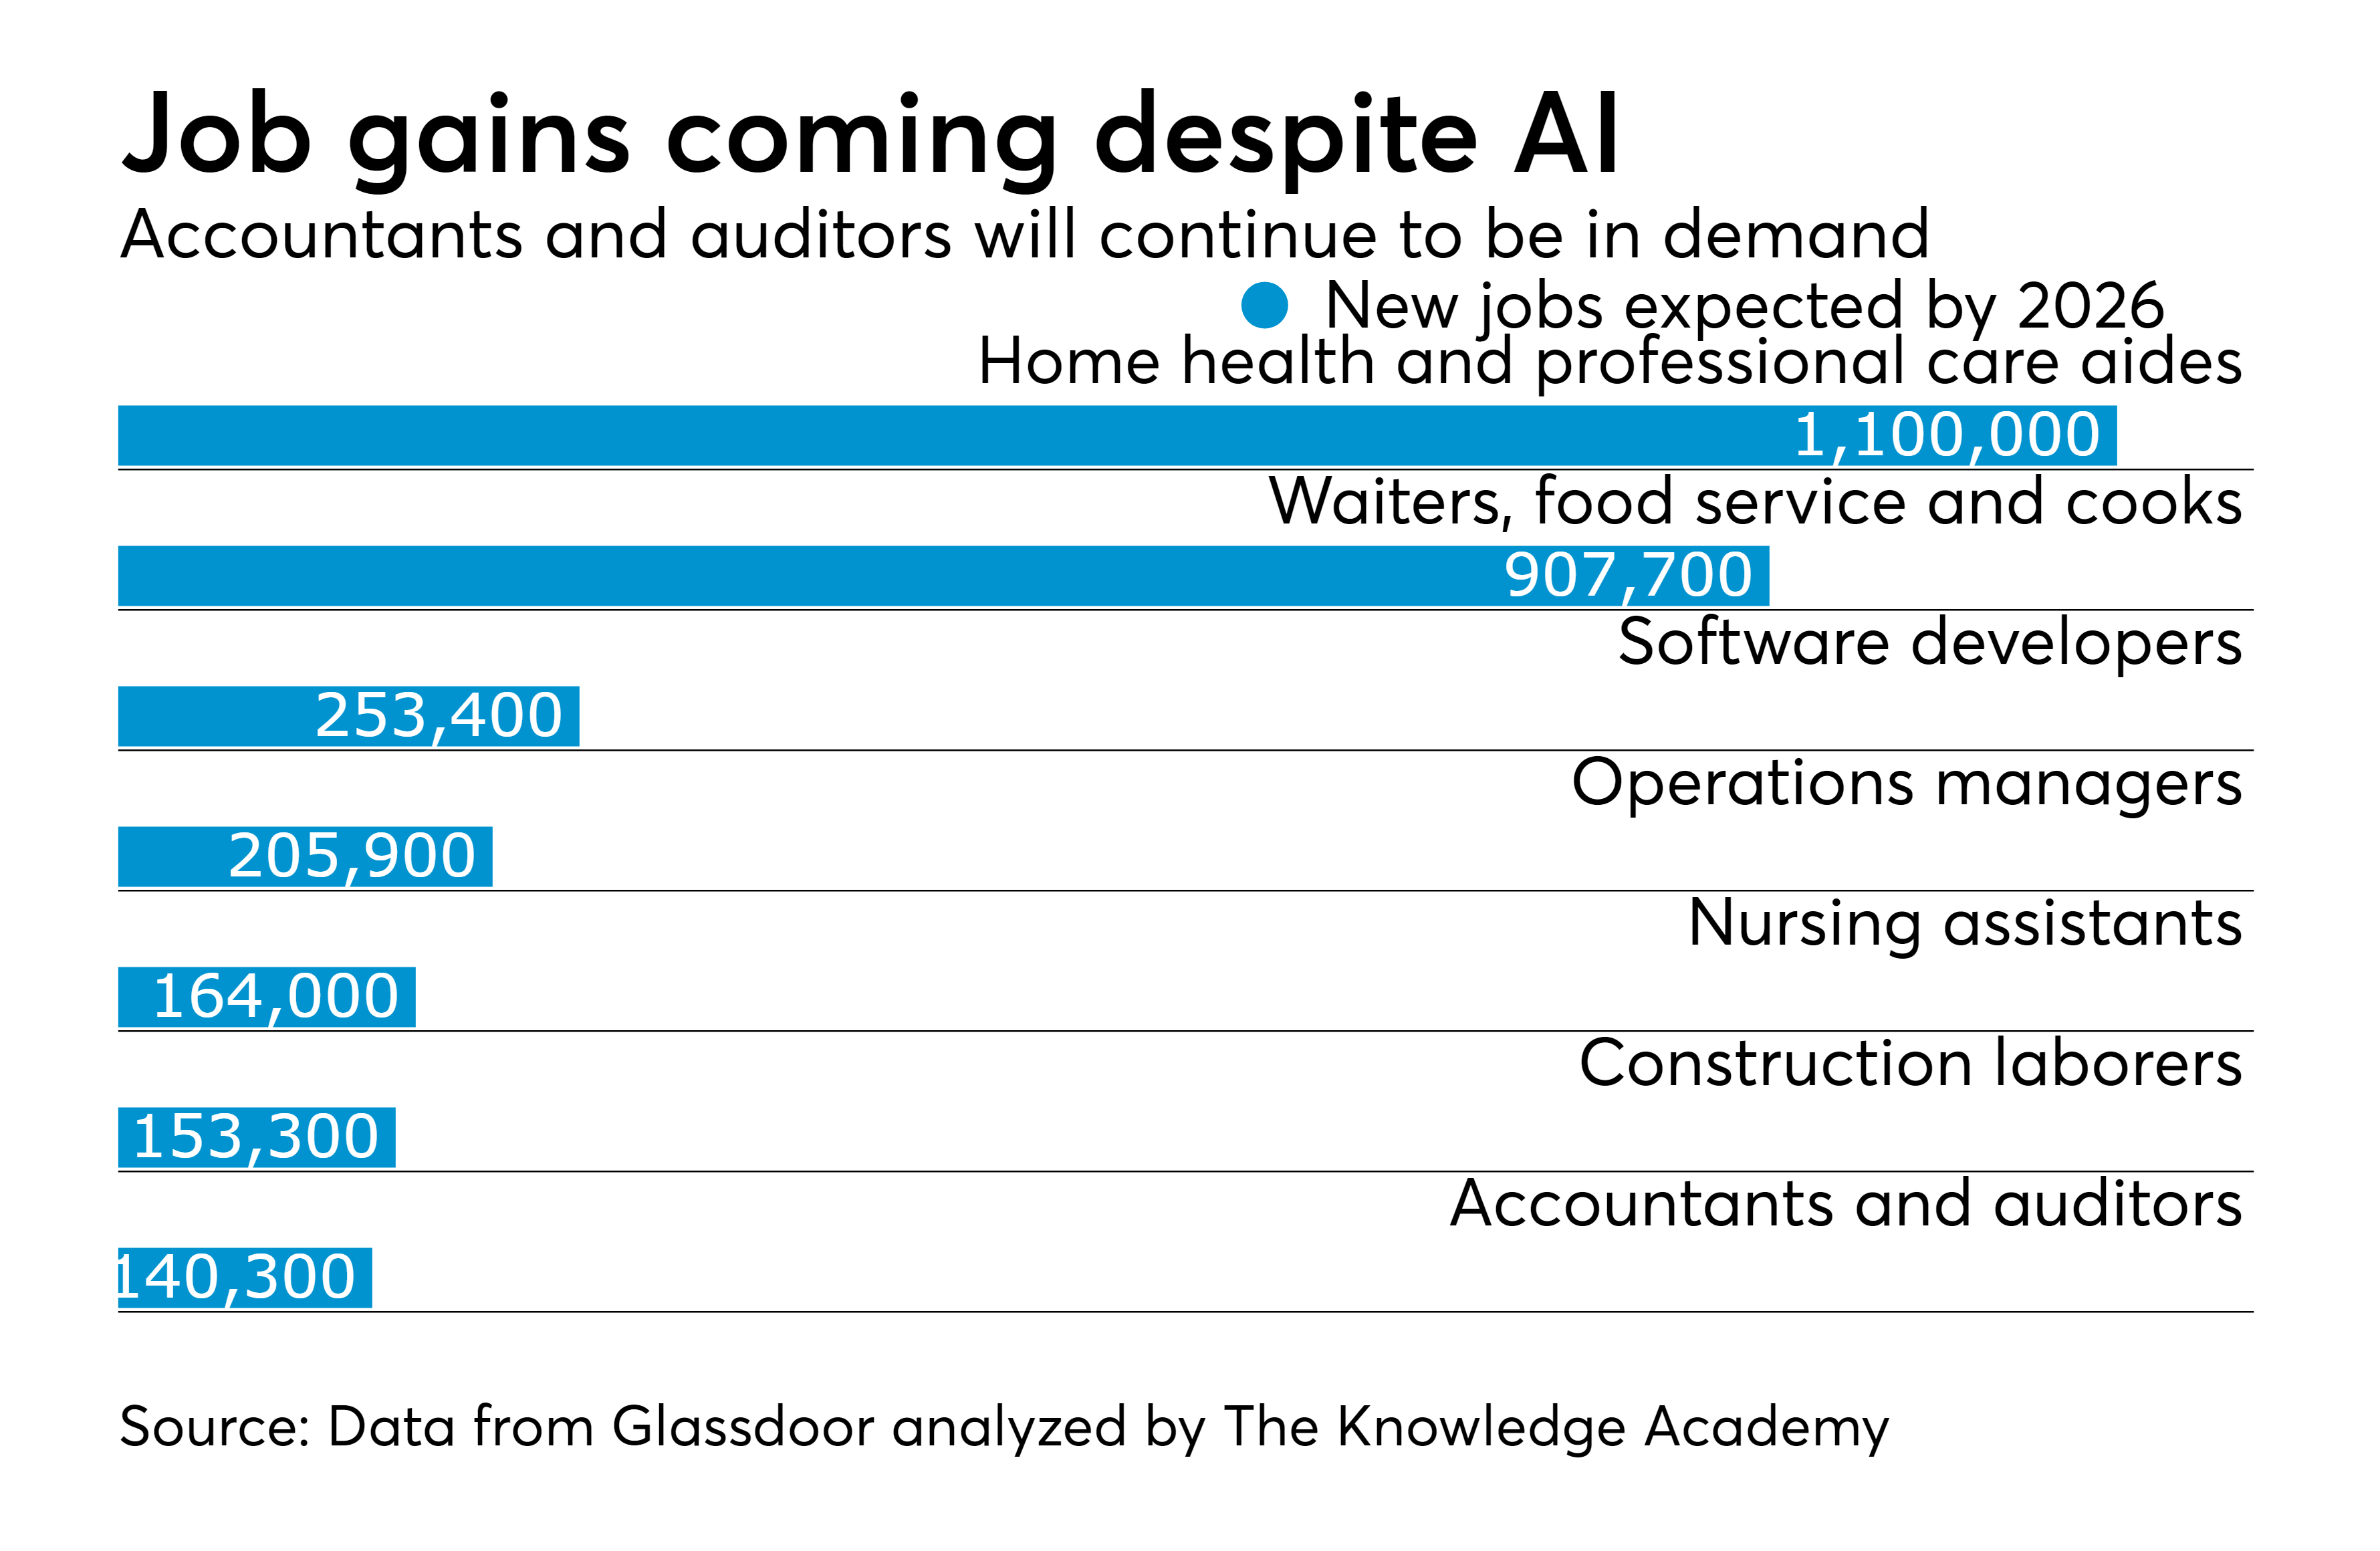 Job gains coming despite AI
Accountants and auditors will continue to be in demand
New jobs expected by 2026
Home health and professional care aides
1,100,000
Waiters, food service and cooks
907,700
Software developers
253,400
Operations managers
205,900
Nursing assistants
164,000
Construction laborers
153,300
Accountants and auditors
140,300
Source: Data from Glassdoor analyzed by The Knowledge Academy